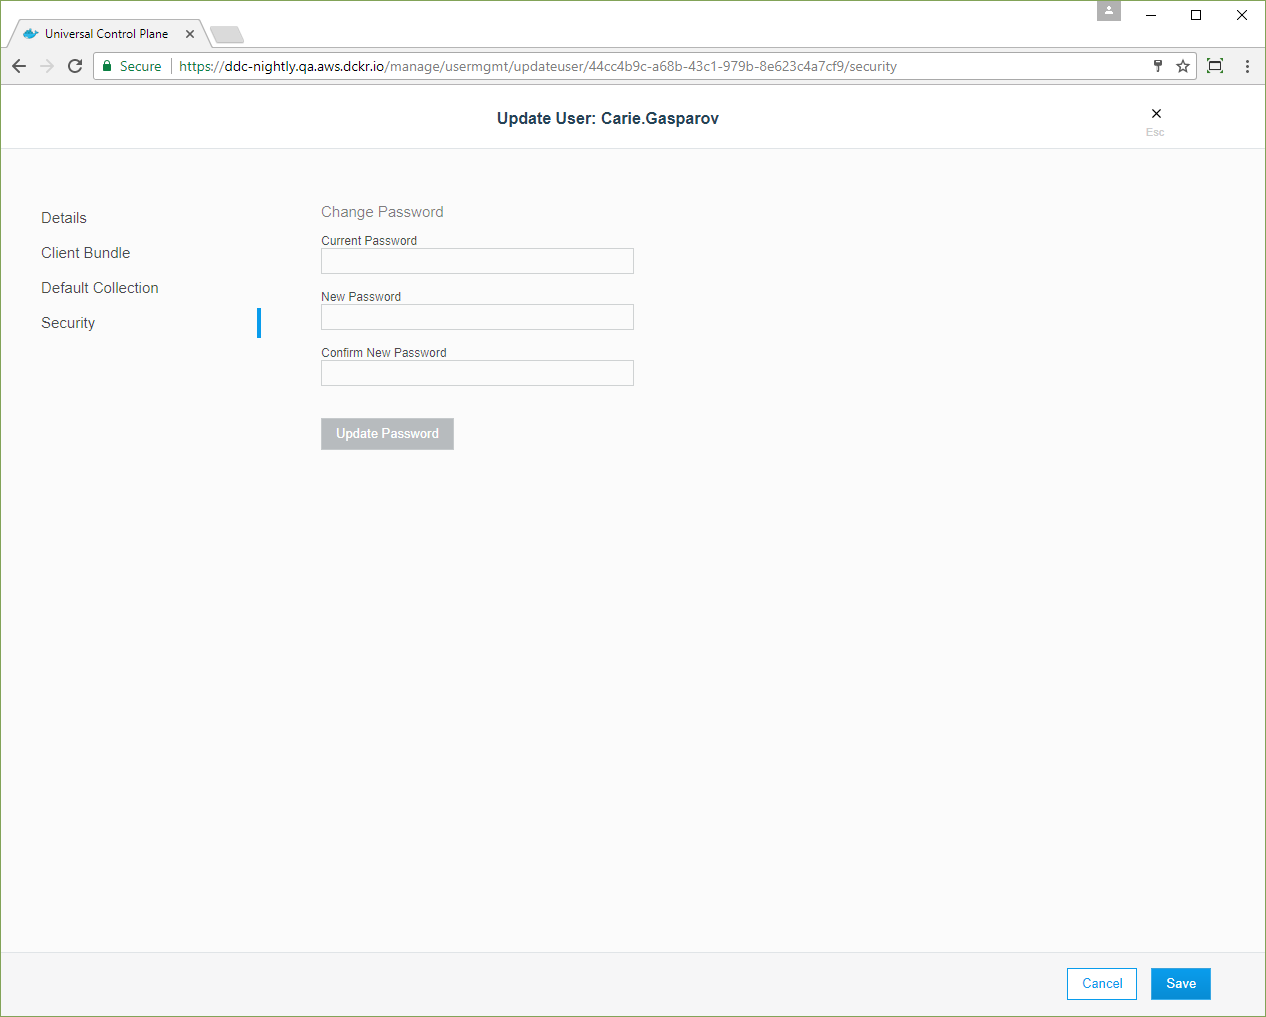 Universal Control Plane
Secure https://ddc-nightly.qa.aws.dckr.io/manage/usermgmt/updateuser/44cc4b9c-a68b-43c1-979b-8e623c4a7cf9/security
Update User: Carie.Gasparov
Esc
Details
Client Bundle
Default Collection
Security
Change Password
Current Password
New Password
Confirm New Password
Update Password
Cancel
Save